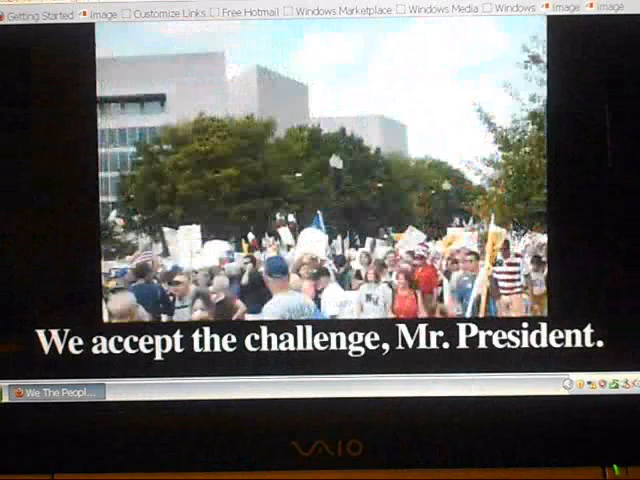 Getting Started Image Customize Links Free Hotmail Windows Marketplace Windows Media Windows Image Image
We accept the challenge, Mr. President.
We The Peopl...
VAIO